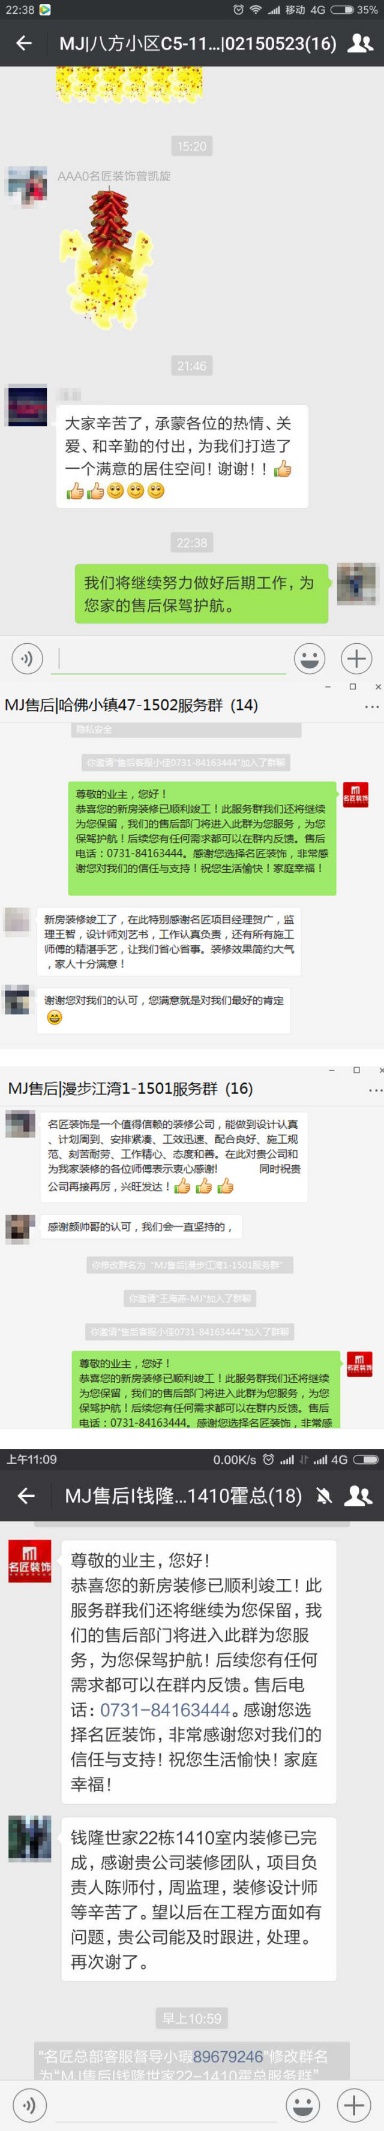 22:38
移动 4G 35%
MJ|八方小区C5-11...|02150523(16)
15:20
AAA0名匠装饰曾凯旋
21:46
大家辛苦了，承蒙各位的热情、关
爱、和辛勤的付出，为我们打造了
一个满意的居住空间！谢谢！！👍
👍👍😊😊😊
22:38
我们将继续努力做好后期工作，为
您家的售后保驾护航。
MJ售后|哈佛小镇47-1502服务群 (14)
隐私安全
你邀请"售后客服小佳0731-84163444"加入了群聊
尊敬的业主，您好！
恭喜您的新房装修已顺利竣工！此服务群我们还将继续
为您保留，我们的售后部门将进入此群为您服务，为您
保驾护航！后续您有任何需求都可以在群内反馈。售后
电话：0731-84163444。感谢您选择名匠装饰，非常感
谢您对我们的信任与支持！祝您生活愉快！家庭幸福！
名匠装饰
新房装修竣工了，在此特别感谢名匠项目经理贺广，监
理王智，设计师刘艺书，工作认真负责，还有所有施工
师傅的精湛手艺，让我们省心省事。装修效果简约大气
，家人十分满意！
谢谢您对我们的认可，您满意就是对我们最好的肯定
😄
MJ售后|漫步江湾1-1501服务群 (16)
名匠装饰是一个值得信赖的装修公司，能做到设计认真
、计划周到、安排紧凑、工效迅速、配合良好、施工规
范、刻苦耐劳、工作精心、态度和善。在此对贵公司和
为我家装修的各位师傅表示衷心感谢! 同时祝贵
公司再接再厉，兴旺发达！👍👍👍
感谢颜帅哥的认可，我们会一直坚持的，
你修改群名为"MJ售后|漫步江湾1-1501服务群"
你邀请"王海燕-MJ"加入了群聊
你邀请"售后客服小佳0731-84163444"加入了群聊
尊敬的业主，您好！
恭喜您的新房装修已顺利竣工！此服务群我们还将继续
为您保留，我们的售后部门将进入此群为您服务，为您
保驾护航！后续您有任何需求都可以在群内反馈。售后
电话：0731-84163444。感谢您选择名匠装饰，非常感
名匠装饰
上午11:09
0.00K/s 4G
MJ售后|钱隆...1410霍总(18)
名匠装饰
尊敬的业主，您好！
恭喜您的新房装修已顺利竣工！此
服务群我们还将继续为您保留，我
们的售后部门将进入此群为您服
务，为您保驾护航！后续您有任何
需求都可以在群内反馈。售后电
话：0731-84163444。感谢您选
择名匠装饰，非常感谢您对我们的
信任与支持！祝您生活愉快！家庭
幸福！
钱隆世家22栋1410室内装修已完
成，感谢贵公司装修团队，项目负
责人陈师付，周监理，装修设计师
等辛苦了。望以后在工程方面如有
问题，贵公司能及时跟进，处理。
再次谢了。
早上10:59
"名匠总部客服督导小瑕89679246"修改群名
为"MJ售后|钱隆世家22-1410霍总服务群"